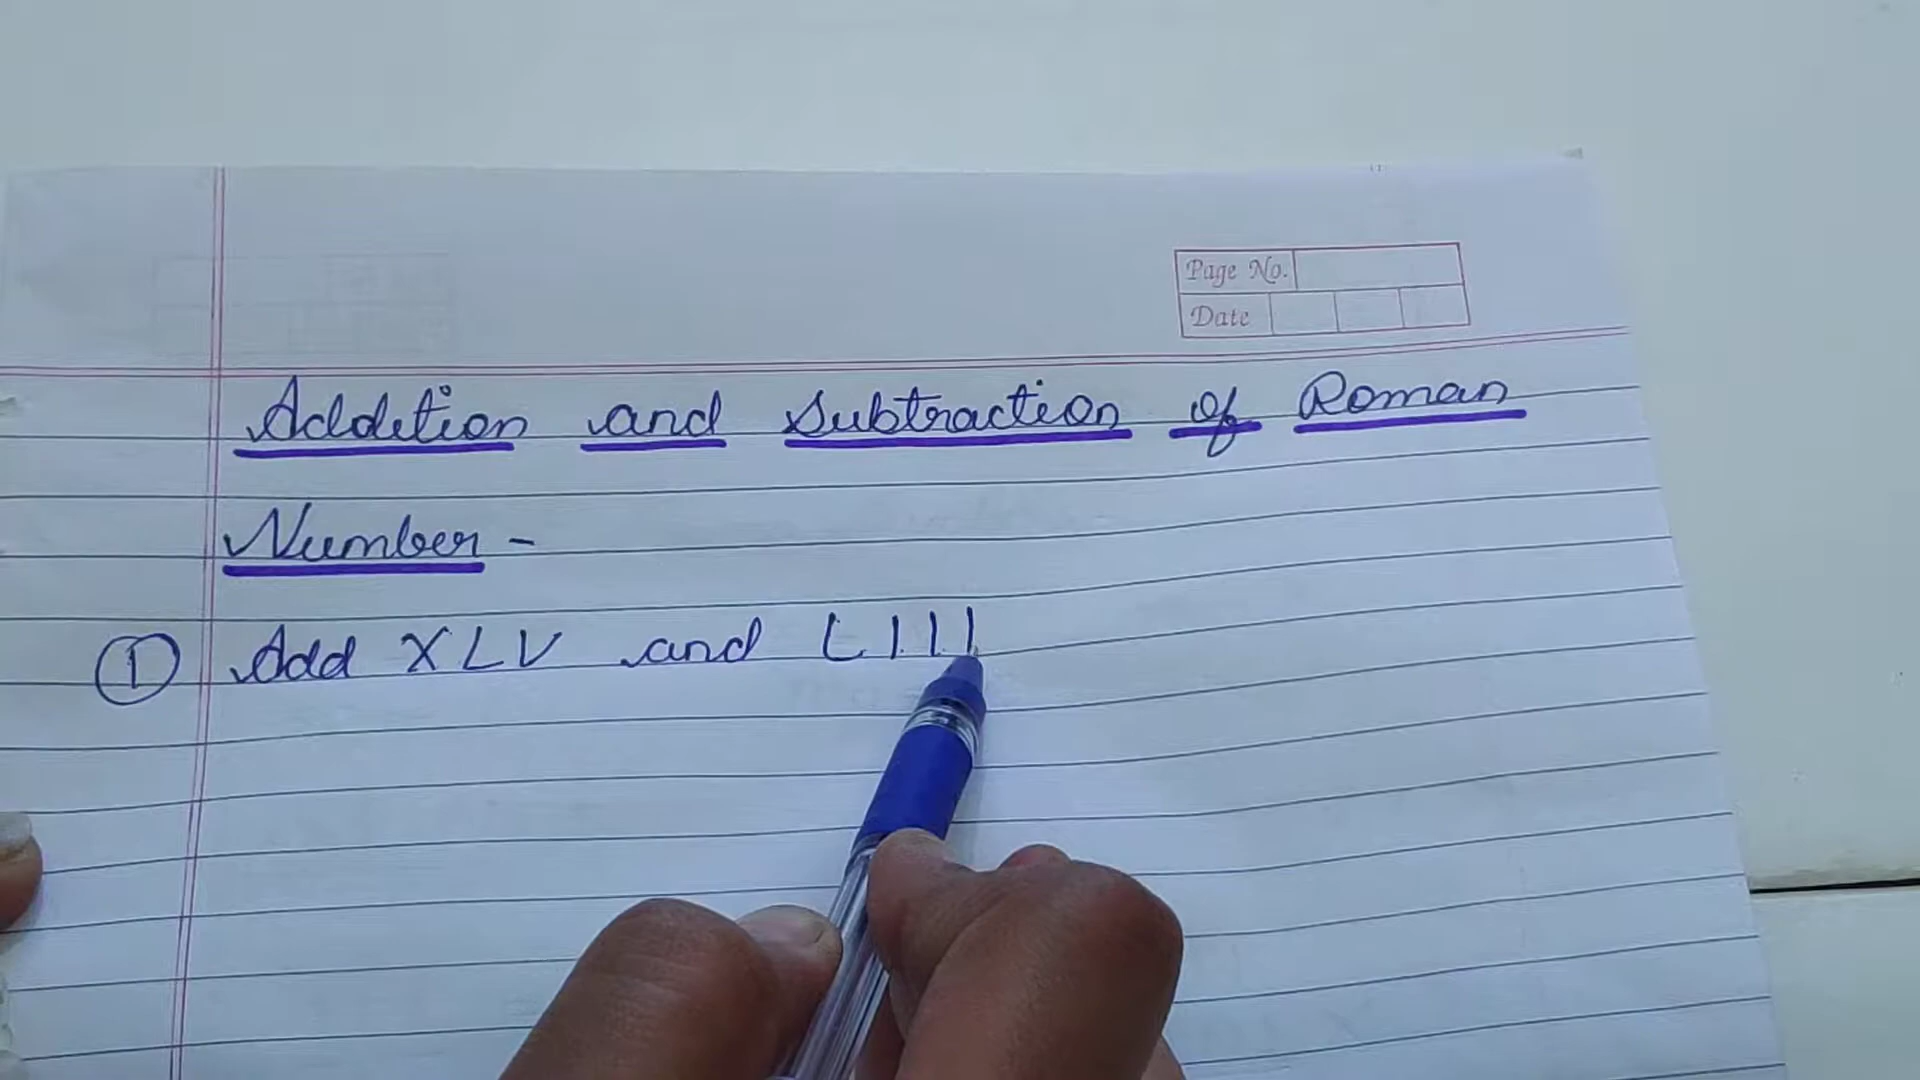 Page No.
Date
Addition and Subtraction of Roman
Number -
① Add XLV and LIII